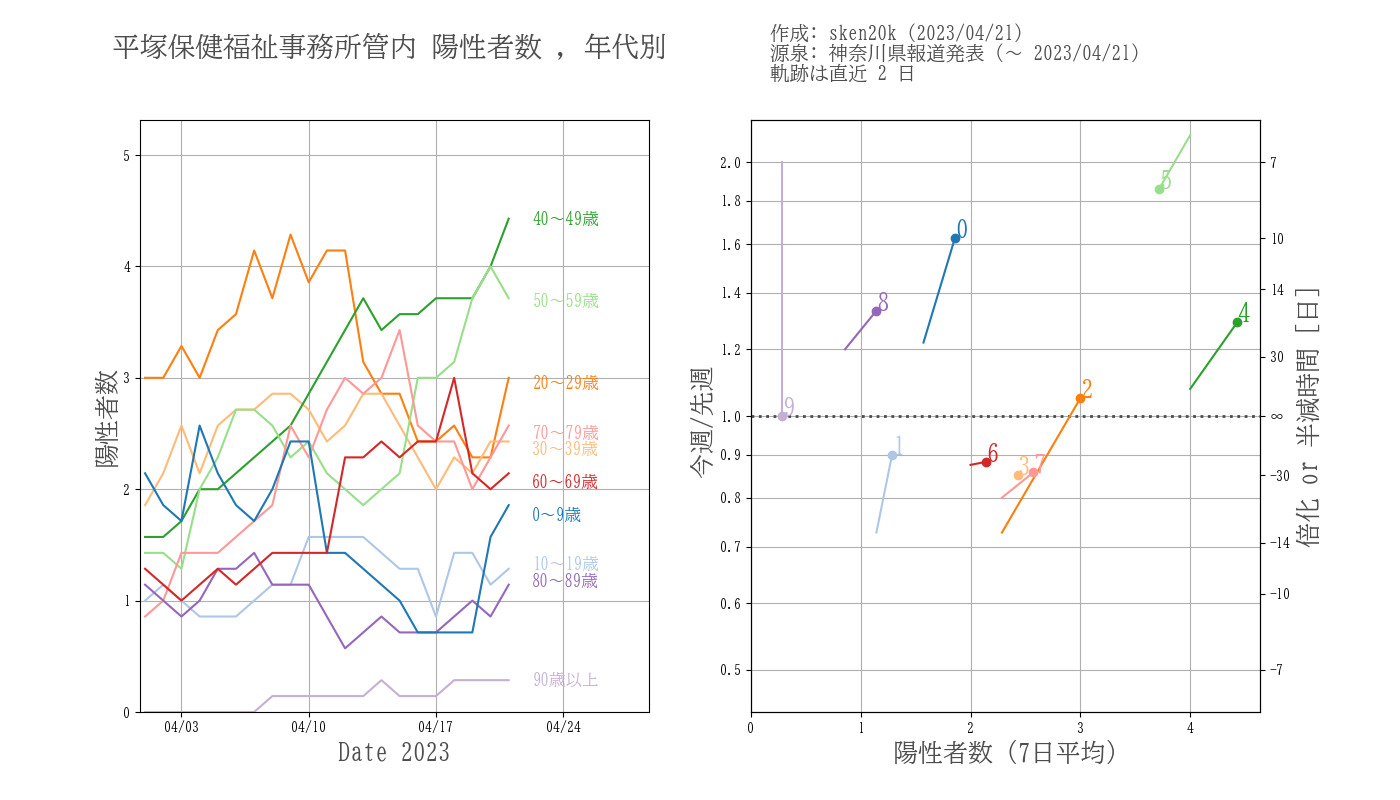 平塚保健福祉事務所管内 陽性者数 , 年代別
作成: sken20k (2023/04/21)
源泉: 神奈川県報道発表 (～ 2023/04/21)
軌跡は直近 2 日
陽性者数
5
4
3
2
1
0
04/03
04/10
04/17
04/24
Date 2023
40～49歳
50～59歳
20～29歳
70～79歳
30～39歳
60～69歳
0～9歳
10～19歳
80～89歳
90歳以上
今週/先週
2.0
1.8
1.6
1.4
1.2
1.0
0.9
0.8
0.7
0.6
0.5
0
1
2
3
4
陽性者数 (7日平均)
5
0
8
4
2
9
1
6
3
7
7
10
14
30
∞
-30
-14
-10
-7
倍化 or 半減時間 [日]